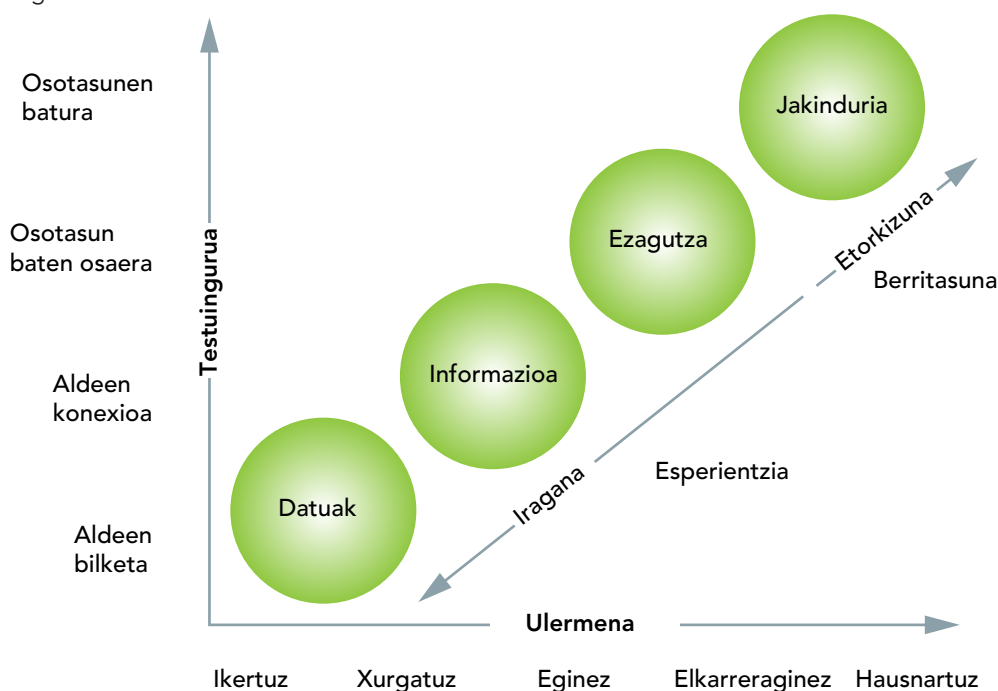 Osotasunen
batura
Jakinduria
Osotasun
baten osaera
Ezagutza
Etorkizuna
Berritasuna
Testuingurua
Informazioa
Aldeen
konexioa
Esperientzia
Iragana
Datuak
Aldeen
bilketa
Ulermena
Ikertuz Xurgatuz Eginez Elkarreraginez Hausnartuz